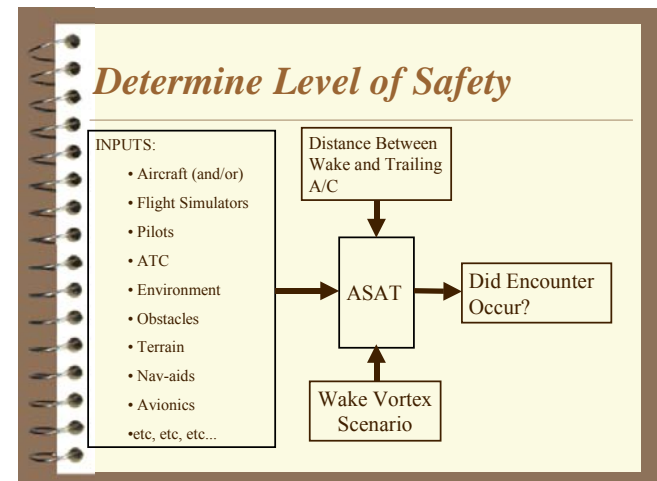 Determine Level of Safety
INPUTS:
• Aircraft (and/or)
• Flight Simulators
• Pilots
• ATC
• Environment
• Obstacles
• Terrain
• Nav-aids
• Avionics
•etc, etc, etc...
Distance Between
Wake and Trailing
A/C
ASAT
Did Encounter
Occur?
Wake Vortex
Scenario